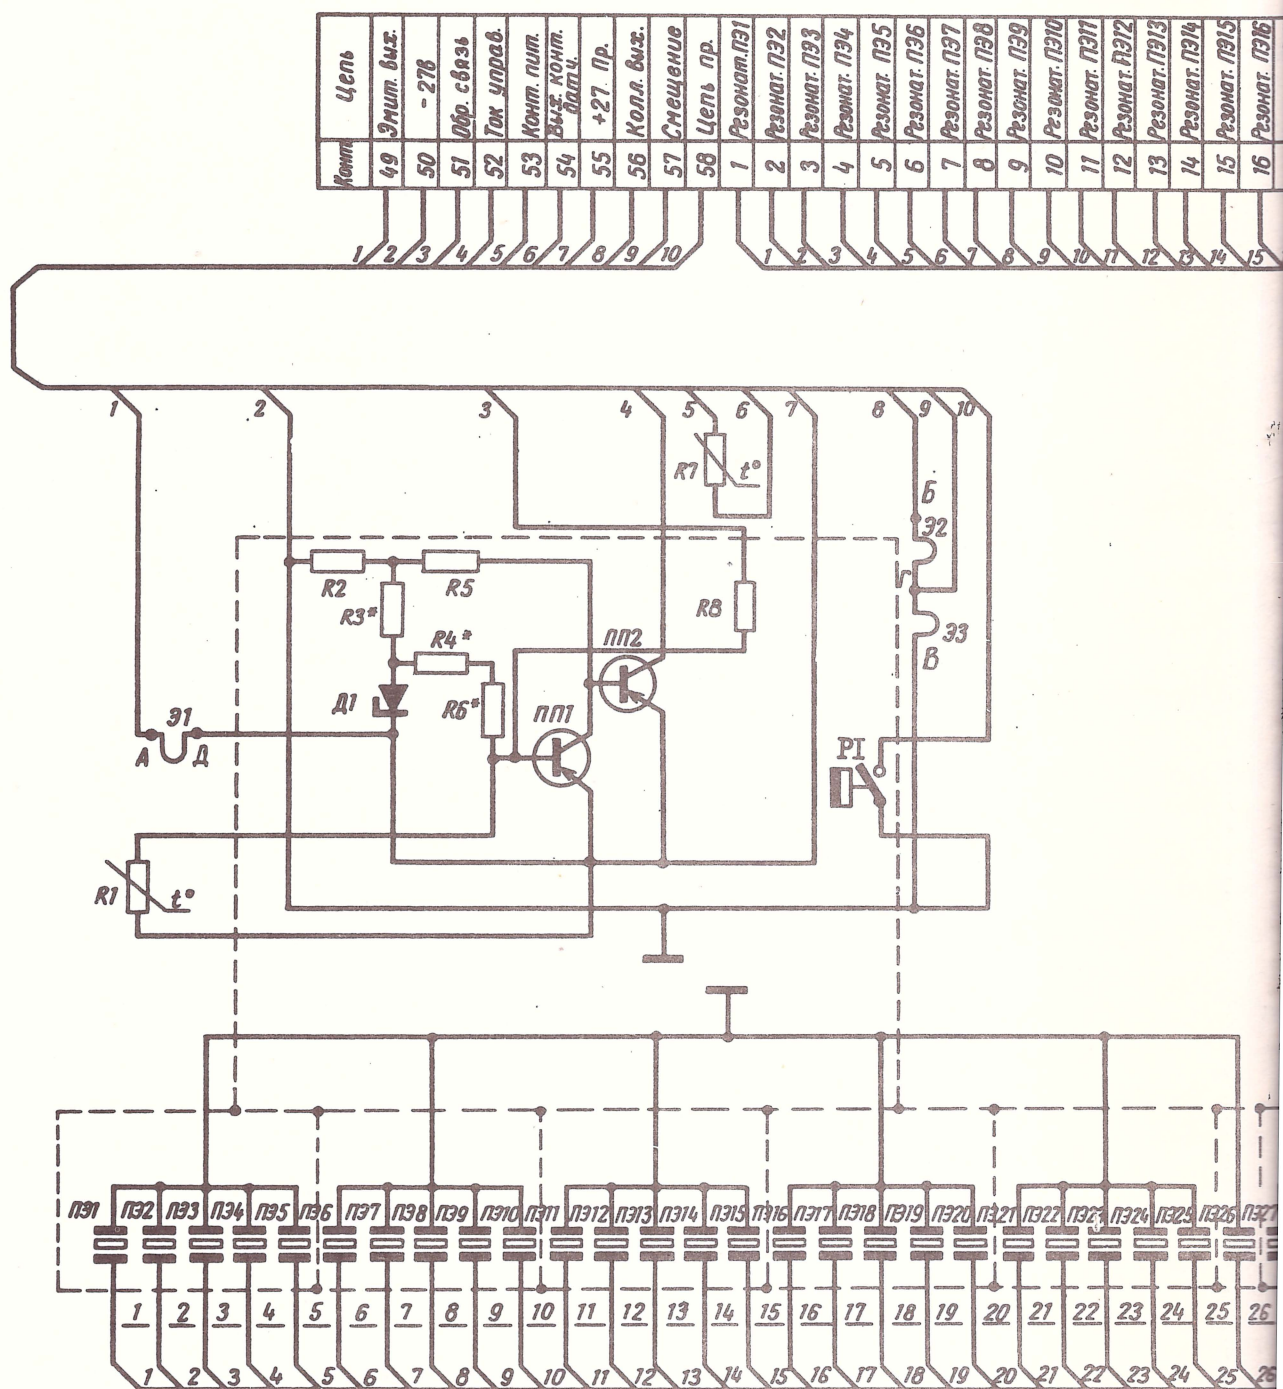 Цепь
Эмит. вых.
- 27в
Обр. связь
Ток управ.
Конт. пит.
Вых. конт.
дат ч.
+27. Пр.
Колл. вых.
Смещение
Цепь пр.
Резонат.ПЭ1
Резонат. ПЭ2
Резонат. ПЭ3
Резонат. ПЭ4
Резонат. ПЭ5
Резонат. ПЭ6
Резонат. ПЭ7
Резонат. ПЭ8
Резонат. ПЭ9
Резонат. ПЭ10
Резонат. ПЭ11
Резонат. ПЭ12
Резонат. ПЭ13
Резонат. ПЭ14
Резонат. ПЭ15
Резонат. ПЭ16
Конт 49 50 51 52 53 54 55 56 57 58 1 2 3 4 5 6 7 8 9 10 11 12 13 14 15 16
1 2 3 4 5 6 7 8 9 10 1 2 3 4 5 6 7 8 9 10 11 12 13 14 15
1 2 3 4 5 6 7 8 9 10
R7 t°
Б
Э2
Г
R2 R5
R3* R8
R4* ПП2 Э3
В
Д1 R6* ПП1
Э1
А Д
PI
R1 t°
ПЭ1 ПЭ2 ПЭ3 ПЭ4 ПЭ5 ПЭ6 ПЭ7 ПЭ8 ПЭ9 ПЭ10 ПЭ11 ПЭ12 ПЭ13 ПЭ14 ПЭ15 ПЭ16 ПЭ17 ПЭ18 ПЭ19 ПЭ20 ПЭ21 ПЭ22 ПЭ23 ПЭ24 ПЭ25 ПЭ26 ПЭ27
1 2 3 4 5 6 7 8 9 10 11 12 13 14 15 16 17 18 19 20 21 22 23 24 25 26
1 2 3 4 5 6 7 8 9 10 11 12 13 14 15 16 17 18 19 20 21 22 23 24 25 26